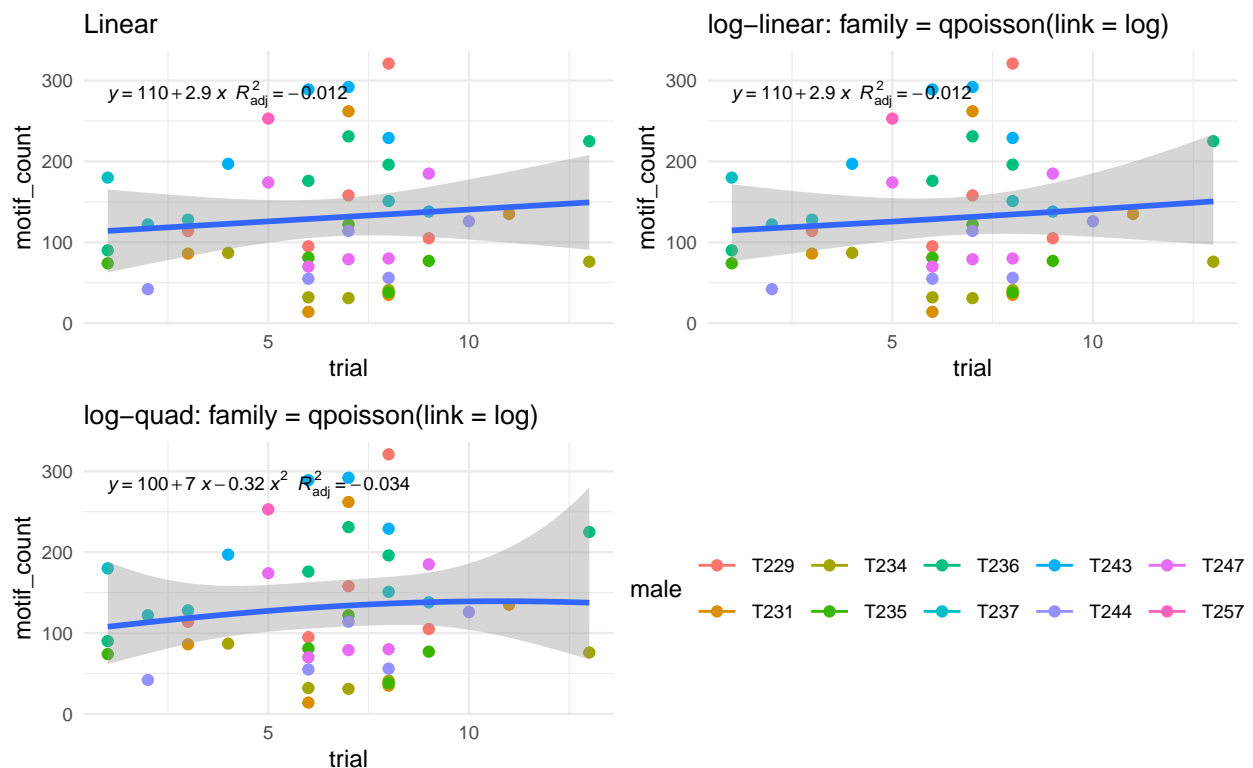 Linear
300
200
100
0
motif_count
y = 110+2.9 x R²adj = −0.012
5
10
trial
log−linear: family = qpoisson(link = log)
300
200
100
0
motif_count
y = 110+2.9 x R²adj = −0.012
5
10
trial
log−quad: family = qpoisson(link = log)
300
200
100
0
motif_count
y = 100+7 x−0.32 x² R²adj = −0.034
5
10
trial
male
T229 T234 T236 T243 T247
T231 T235 T237 T244 T257